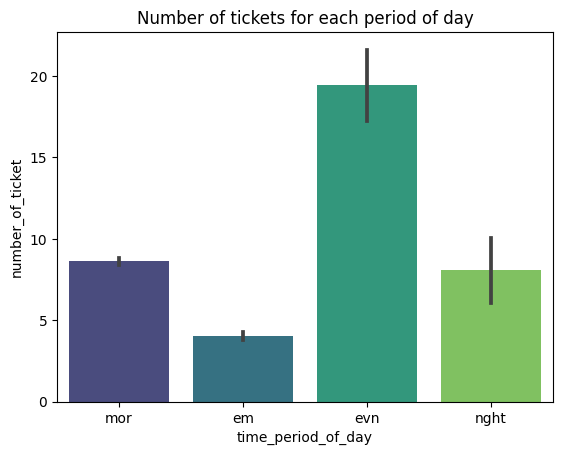 Number of tickets for each period of day
number_of_ticket
20
15
10
5
0
mor em evn nght
time_period_of_day